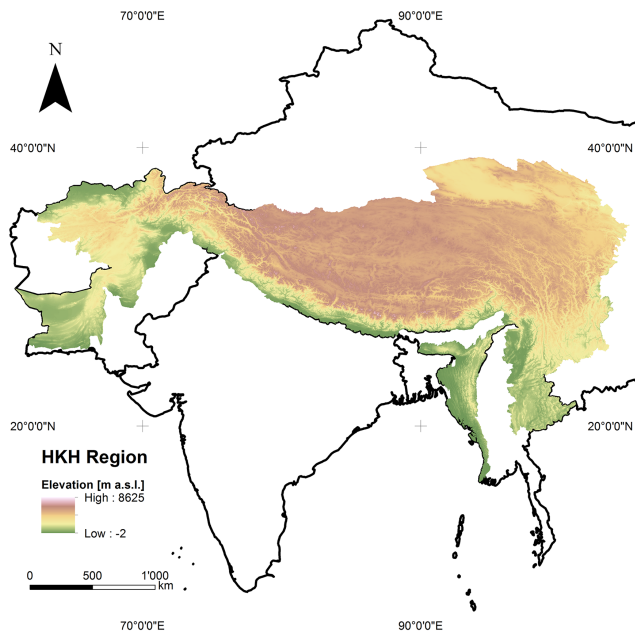 70°0'0"E 90°0'0"E
N
40°0'0"N 40°0'0"N
20°0'0"N 20°0'0"N
HKH Region
Elevation [m a.s.l.]
High : 8625
Low : -2
0 500 1'000
km
70°0'0"E 90°0'0"E